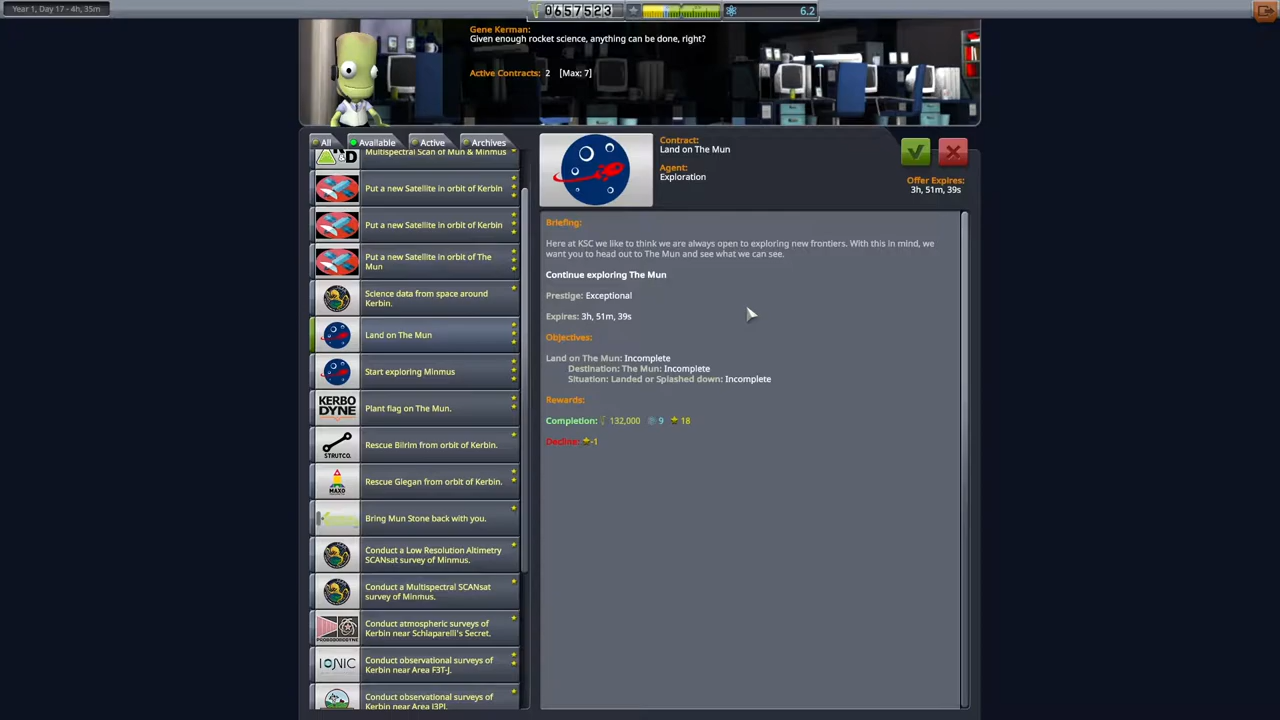 Year 1, Day 17 - 4h, 35m
0657523
6.2
Gene Kerman:
Given enough rocket science, anything can be done, right?
Active Contracts: 2 [Max: 7]
All
Available
Active
Archives
Multispectral Scan of Mun & Minmus
Put a new Satellite in orbit of Kerbin
Put a new Satellite in orbit of Kerbin
Put a new Satellite in orbit of The
Mun
Science data from space around
Kerbin.
Land on The Mun
Start exploring Minmus
KERBO
DYNE
Plant flag on The Mun.
STRUTCO.
Rescue Bilrim from orbit of Kerbin.
MAXO
Rescue Glegan from orbit of Kerbin.
Bring Mun Stone back with you.
Conduct a Low Resolution Altimetry
SCANsat survey of Minmus.
Conduct a Multispectral SCANsat
survey of Minmus.
PROBODOBODYNE
Conduct atmospheric surveys of
Kerbin near Schlaparelli's Secret.
IONIC
Conduct observational surveys of
Kerbin near Area F3T-J.
Conduct observational surveys of
Kerbin near Area J3PJ.
Contract:
Land on The Mun
Agent:
Exploration
Offer Expires:
3h, 51m, 39s
Briefing:
Here at KSC we like to think we are always open to exploring new frontiers. With this in mind, we
want you to head out to The Mun and see what we can see.
Continue exploring The Mun
Prestige: Exceptional
Expires: 3h, 51m, 39s
Objectives:
Land on The Mun: Incomplete
Destination: The Mun: Incomplete
Situation: Landed or Splashed down: Incomplete
Rewards:
Completion: 132,000 9 18
Decline: -1